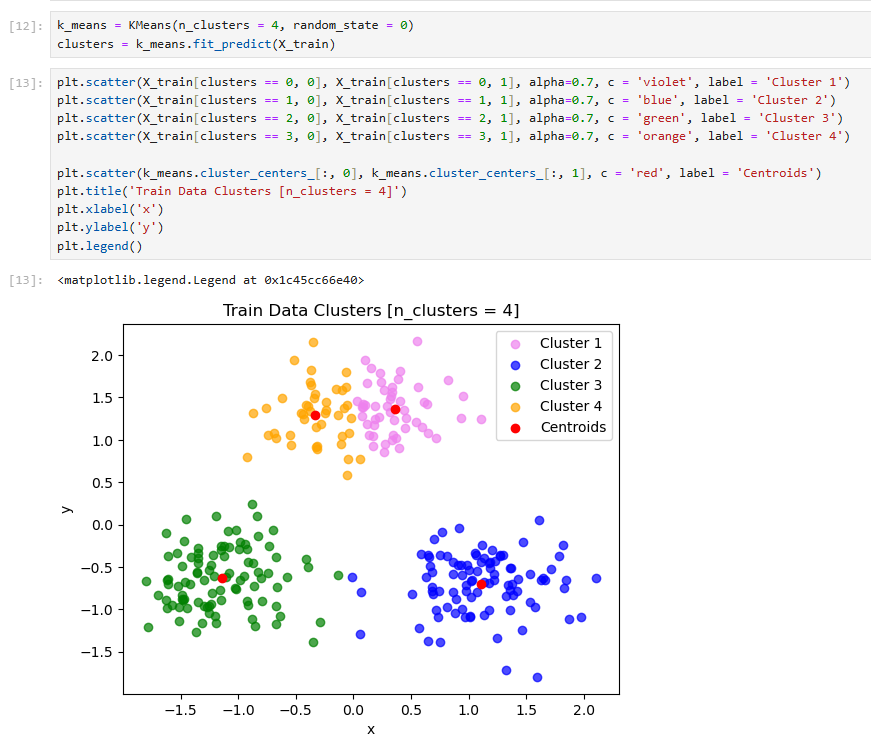 [12]:
k_means = KMeans(n_clusters = 4, random_state = 0)
clusters = k_means.fit_predict(X_train)
[13]:
plt.scatter(X_train[clusters == 0, 0], X_train[clusters == 0, 1], alpha=0.7, c = 'violet', label = 'Cluster 1')
plt.scatter(X_train[clusters == 1, 0], X_train[clusters == 1, 1], alpha=0.7, c = 'blue', label = 'Cluster 2')
plt.scatter(X_train[clusters == 2, 0], X_train[clusters == 2, 1], alpha=0.7, c = 'green', label = 'Cluster 3')
plt.scatter(X_train[clusters == 3, 0], X_train[clusters == 3, 1], alpha=0.7, c = 'orange', label = 'Cluster 4')
plt.scatter(k_means.cluster_centers_[:, 0], k_means.cluster_centers_[:, 1], c = 'red', label = 'Centroids')
plt.title('Train Data Clusters [n_clusters = 4]')
plt.xlabel('x')
plt.ylabel('y')
plt.legend()
[13]:
<matplotlib.legend.Legend at 0x1c45cc66e40>
Train Data Clusters [n_clusters = 4]
Cluster 1
Cluster 2
Cluster 3
Cluster 4
Centroids
2.0
1.5
1.0
0.5
0.0
−0.5
−1.0
−1.5
y
−1.5 −1.0 −0.5 0.0 0.5 1.0 1.5 2.0
x